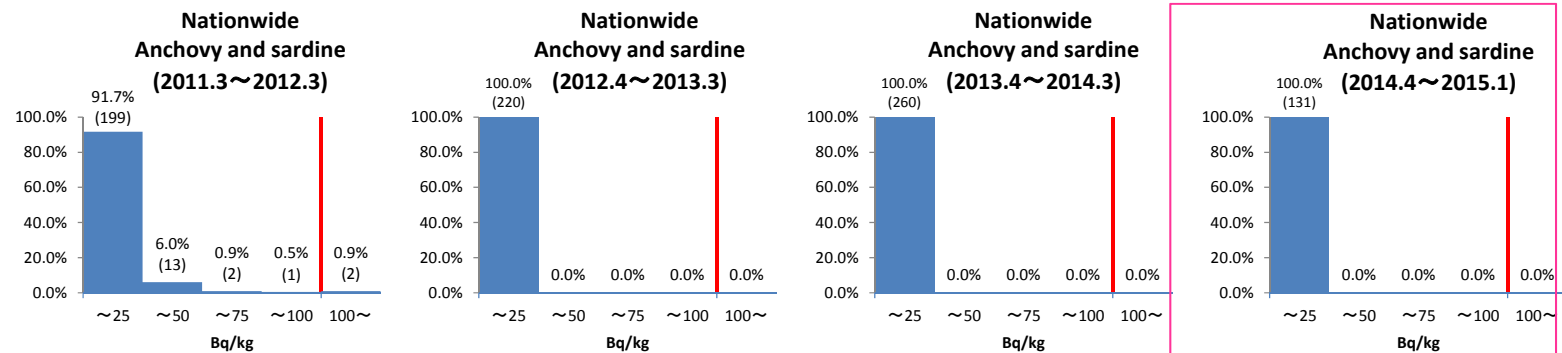 Nationwide
Anchovy and sardine
(2011.3～2012.3)
91.7%
(199)
100.0%
80.0%
60.0%
40.0%
20.0%
0.0%
6.0%
(13)
0.9%
(2)
0.5%
(1)
0.9%
(2)
～25 ～50 ～75 ～100 100～
Bq/kg
Nationwide
Anchovy and sardine
(2012.4～2013.3)
100.0%
(220)
100.0%
80.0%
60.0%
40.0%
20.0%
0.0%
0.0% 0.0% 0.0% 0.0%
～25 ～50 ～75 ～100 100～
Bq/kg
Nationwide
Anchovy and sardine
(2013.4～2014.3)
100.0%
(260)
100.0%
80.0%
60.0%
40.0%
20.0%
0.0%
0.0% 0.0% 0.0% 0.0%
～25 ～50 ～75 ～100 100～
Bq/kg
Nationwide
Anchovy and sardine
(2014.4～2015.1)
100.0%
(131)
100.0%
80.0%
60.0%
40.0%
20.0%
0.0%
0.0% 0.0% 0.0% 0.0%
～25 ～50 ～75 ～100 100～
Bq/kg